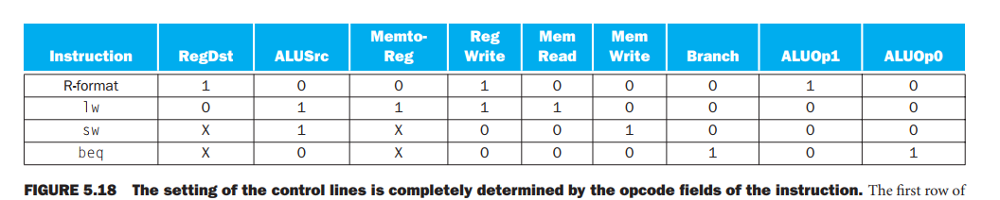 Instruction RegDst ALUSrc Memto-Reg Reg Write Mem Read Mem Write Branch ALUOp1 ALUOp0
R-format 1 0 0 1 0 0 0 1 0
lw 0 1 1 1 1 0 0 0 0
sw X 1 X 0 0 1 0 0 0
beq X 0 X 0 0 0 1 0 1
FIGURE 5.18 The setting of the control lines is completely determined by the opcode fields of the instruction. The first row of